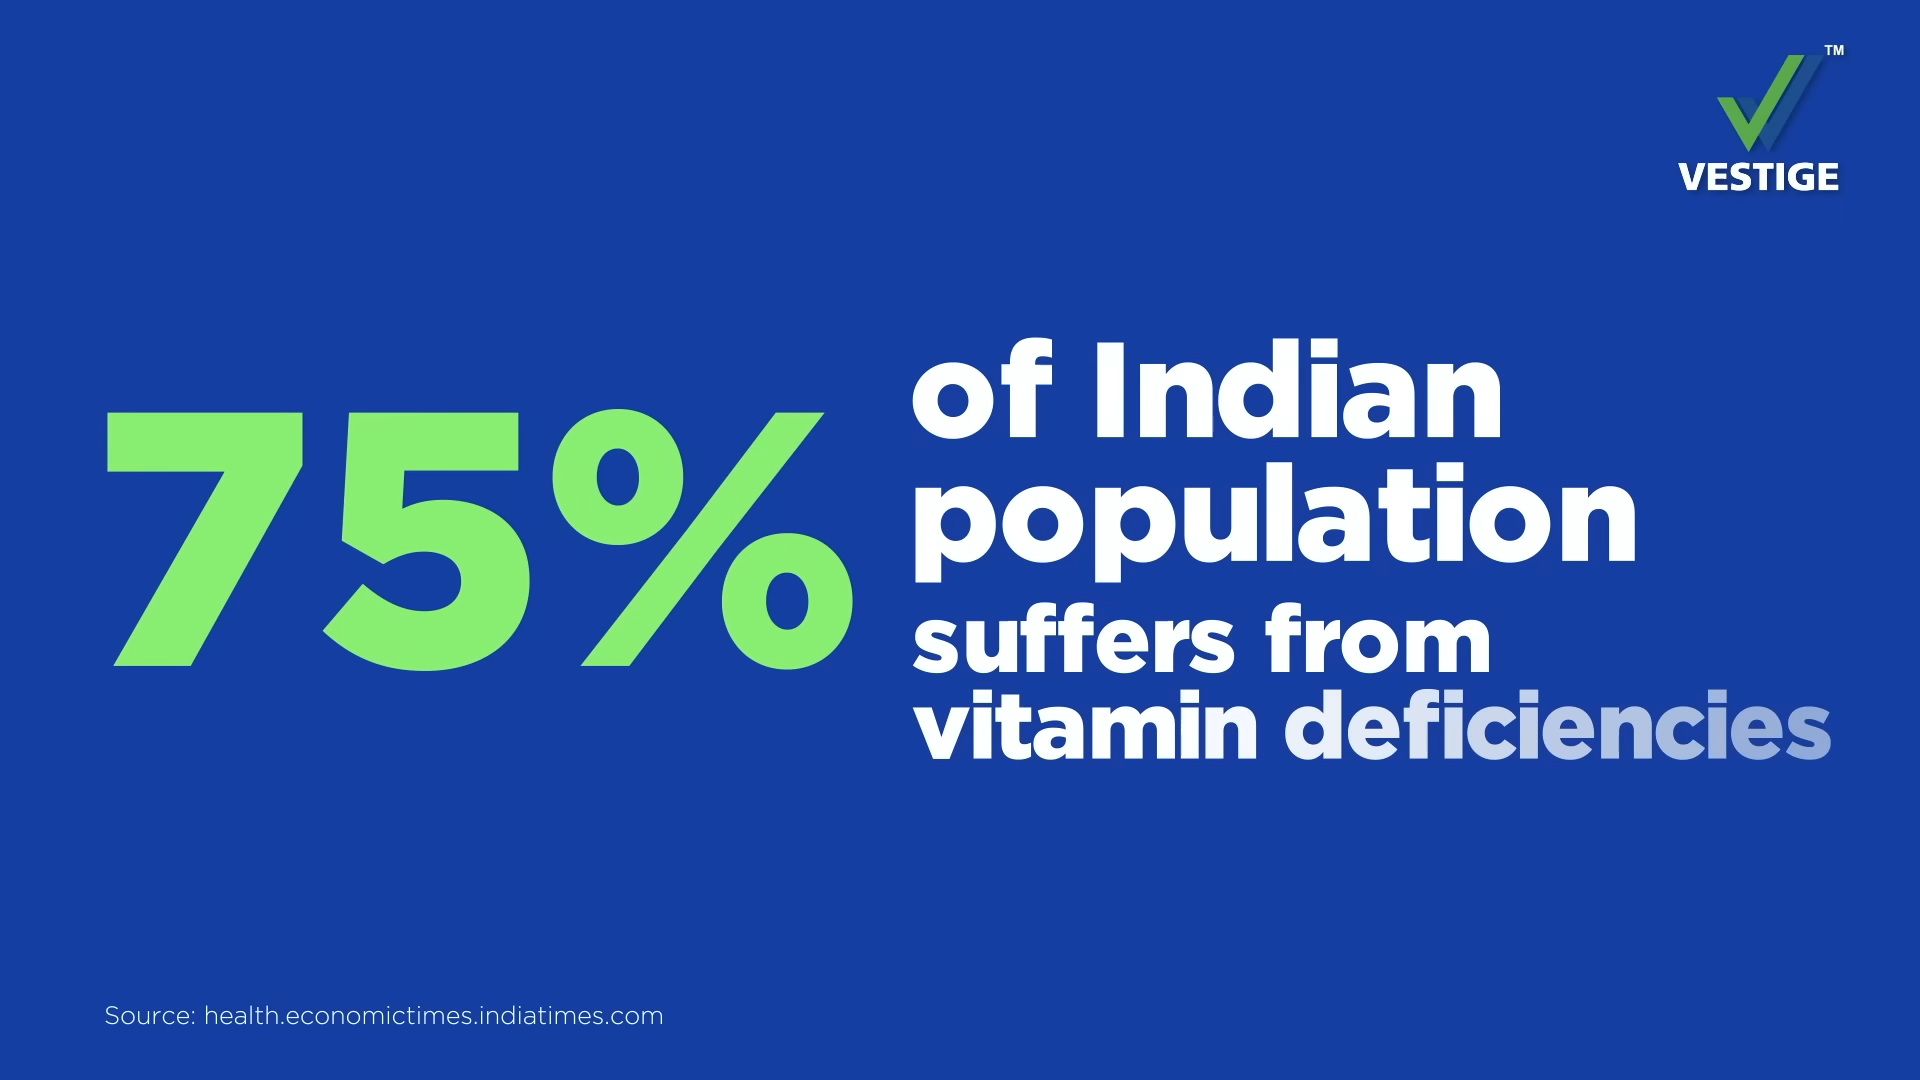 TM
VESTIGE
75%
of Indian
population
suffers from
vitamin deficiencies
Source: health.economictimes.indiatimes.com